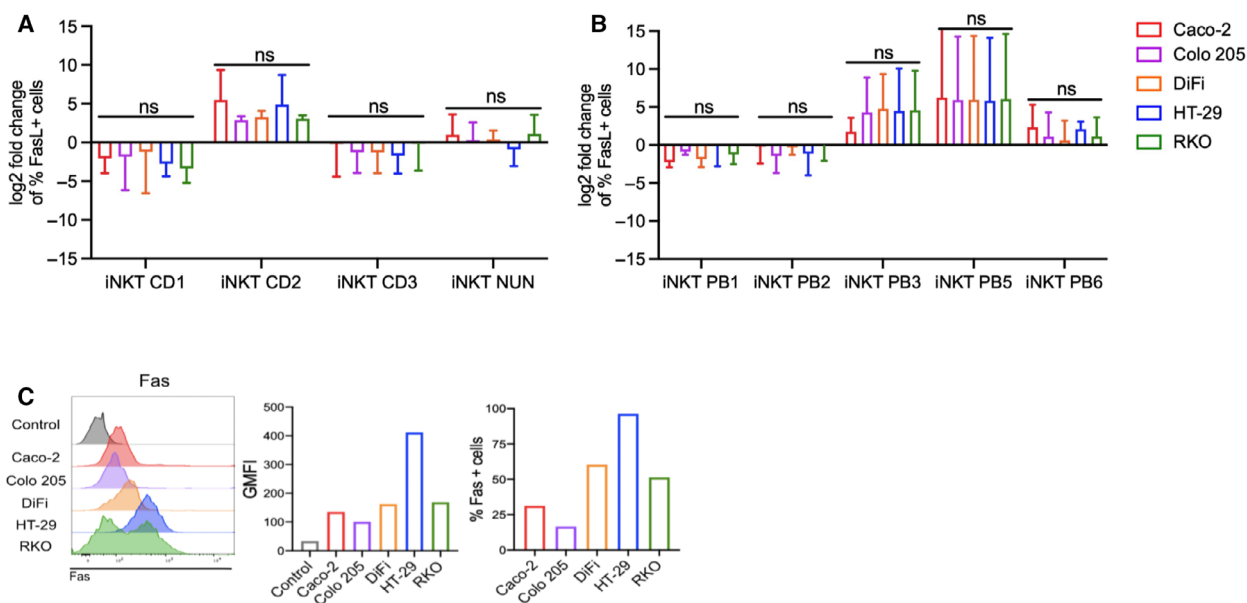 A
log2 fold change
of % FasL+ cells
15
10
5
0
−5
−10
−15
ns
ns
ns
ns
iNKT CD1
iNKT CD2
iNKT CD3
iNKT NUN
B
log2 fold change
of % FasL+ cells
15
10
5
0
−5
−10
−15
ns
ns
ns
ns
ns
iNKT PB1
iNKT PB2
iNKT PB3
iNKT PB5
iNKT PB6
Caco-2
Colo 205
DiFi
HT-29
RKO
C
Fas
Control
Caco-2
Colo 205
DiFi
HT-29
RKO
Fas
GMFI
500
400
300
200
100
0
Control
Caco-2
Colo 205
DiFi
HT-29
RKO
% Fas + cells
100
75
50
25
0
Caco-2
Colo 205
DiFi
HT-29
RKO